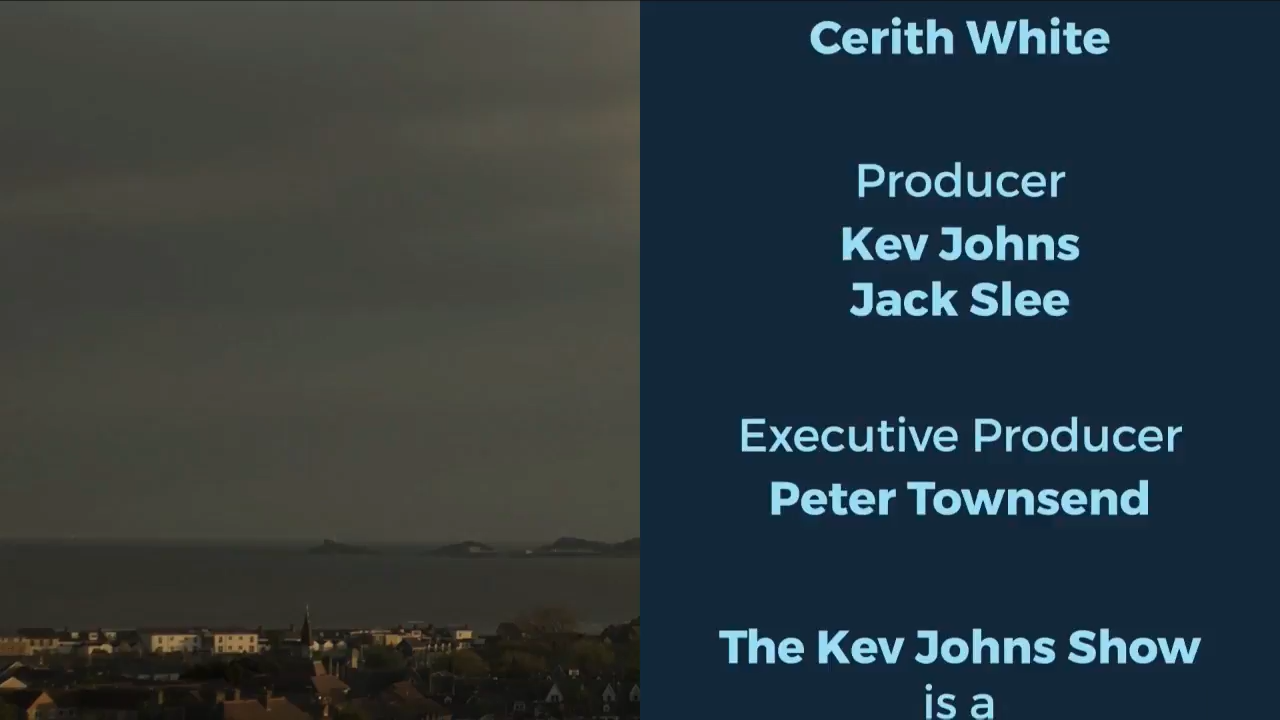 Cerith White
Producer
Kev Johns
Jack Slee
Executive Producer
Peter Townsend
The Kev Johns Show
is a